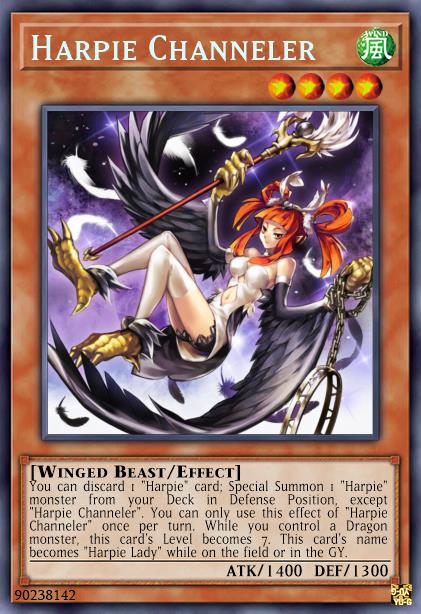 HARPIE CHANNELER
WIND
風
[WINGED BEAST/EFFECT]
You can discard 1 "Harpie" card; Special Summon 1 "Harpie"
monster from your Deck in Defense Position, except
"Harpie Channeler". You can only use this effect of "Harpie
Channeler" once per turn. While you control a Dragon
monster, this card's Level becomes 7. This card's name
becomes "Harpie Lady" while on the field or in the GY.
ATK/1400 DEF/1300
90238142